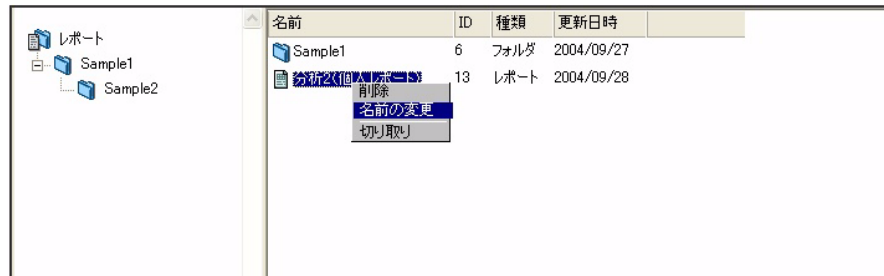 レポート
Sample1
Sample2
名前 ID 種類 更新日時
Sample1 6 フォルダ 2004/09/27
分析2(個人レポート) 13 レポート 2004/09/28
削除
名前の変更
切り取り